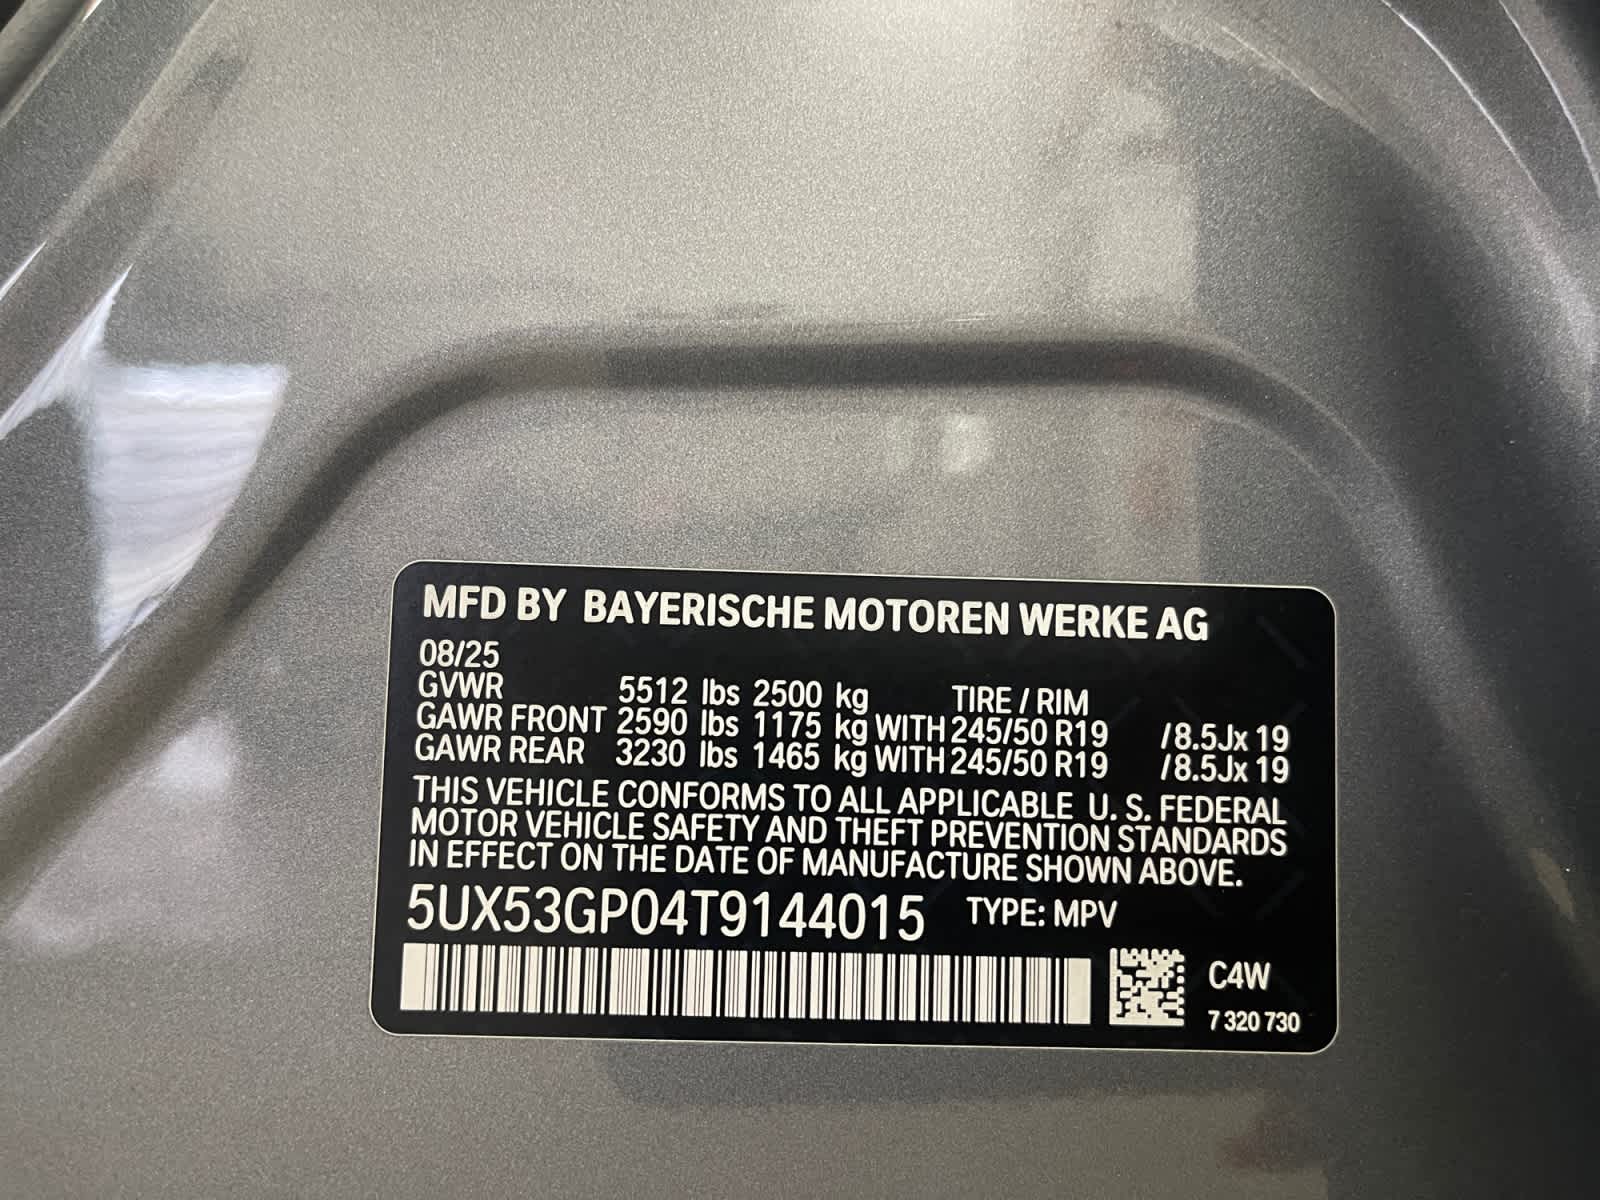 MFD BY BAYERISCHE MOTOREN WERKE AG
08/25
GVWR 5512 lbs 2500 kg TIRE / RIM
GAWR FRONT 2590 lbs 1175 kg WITH 245/50 R19 /8.5Jx 19
GAWR REAR 3230 lbs 1465 kg WITH 245/50 R19 /8.5Jx 19
THIS VEHICLE CONFORMS TO ALL APPLICABLE U. S. FEDERAL
MOTOR VEHICLE SAFETY AND THEFT PREVENTION STANDARDS
IN EFFECT ON THE DATE OF MANUFACTURE SHOWN ABOVE.
5UX53GP04T9144015 TYPE: MPV
C4W
7 320 730